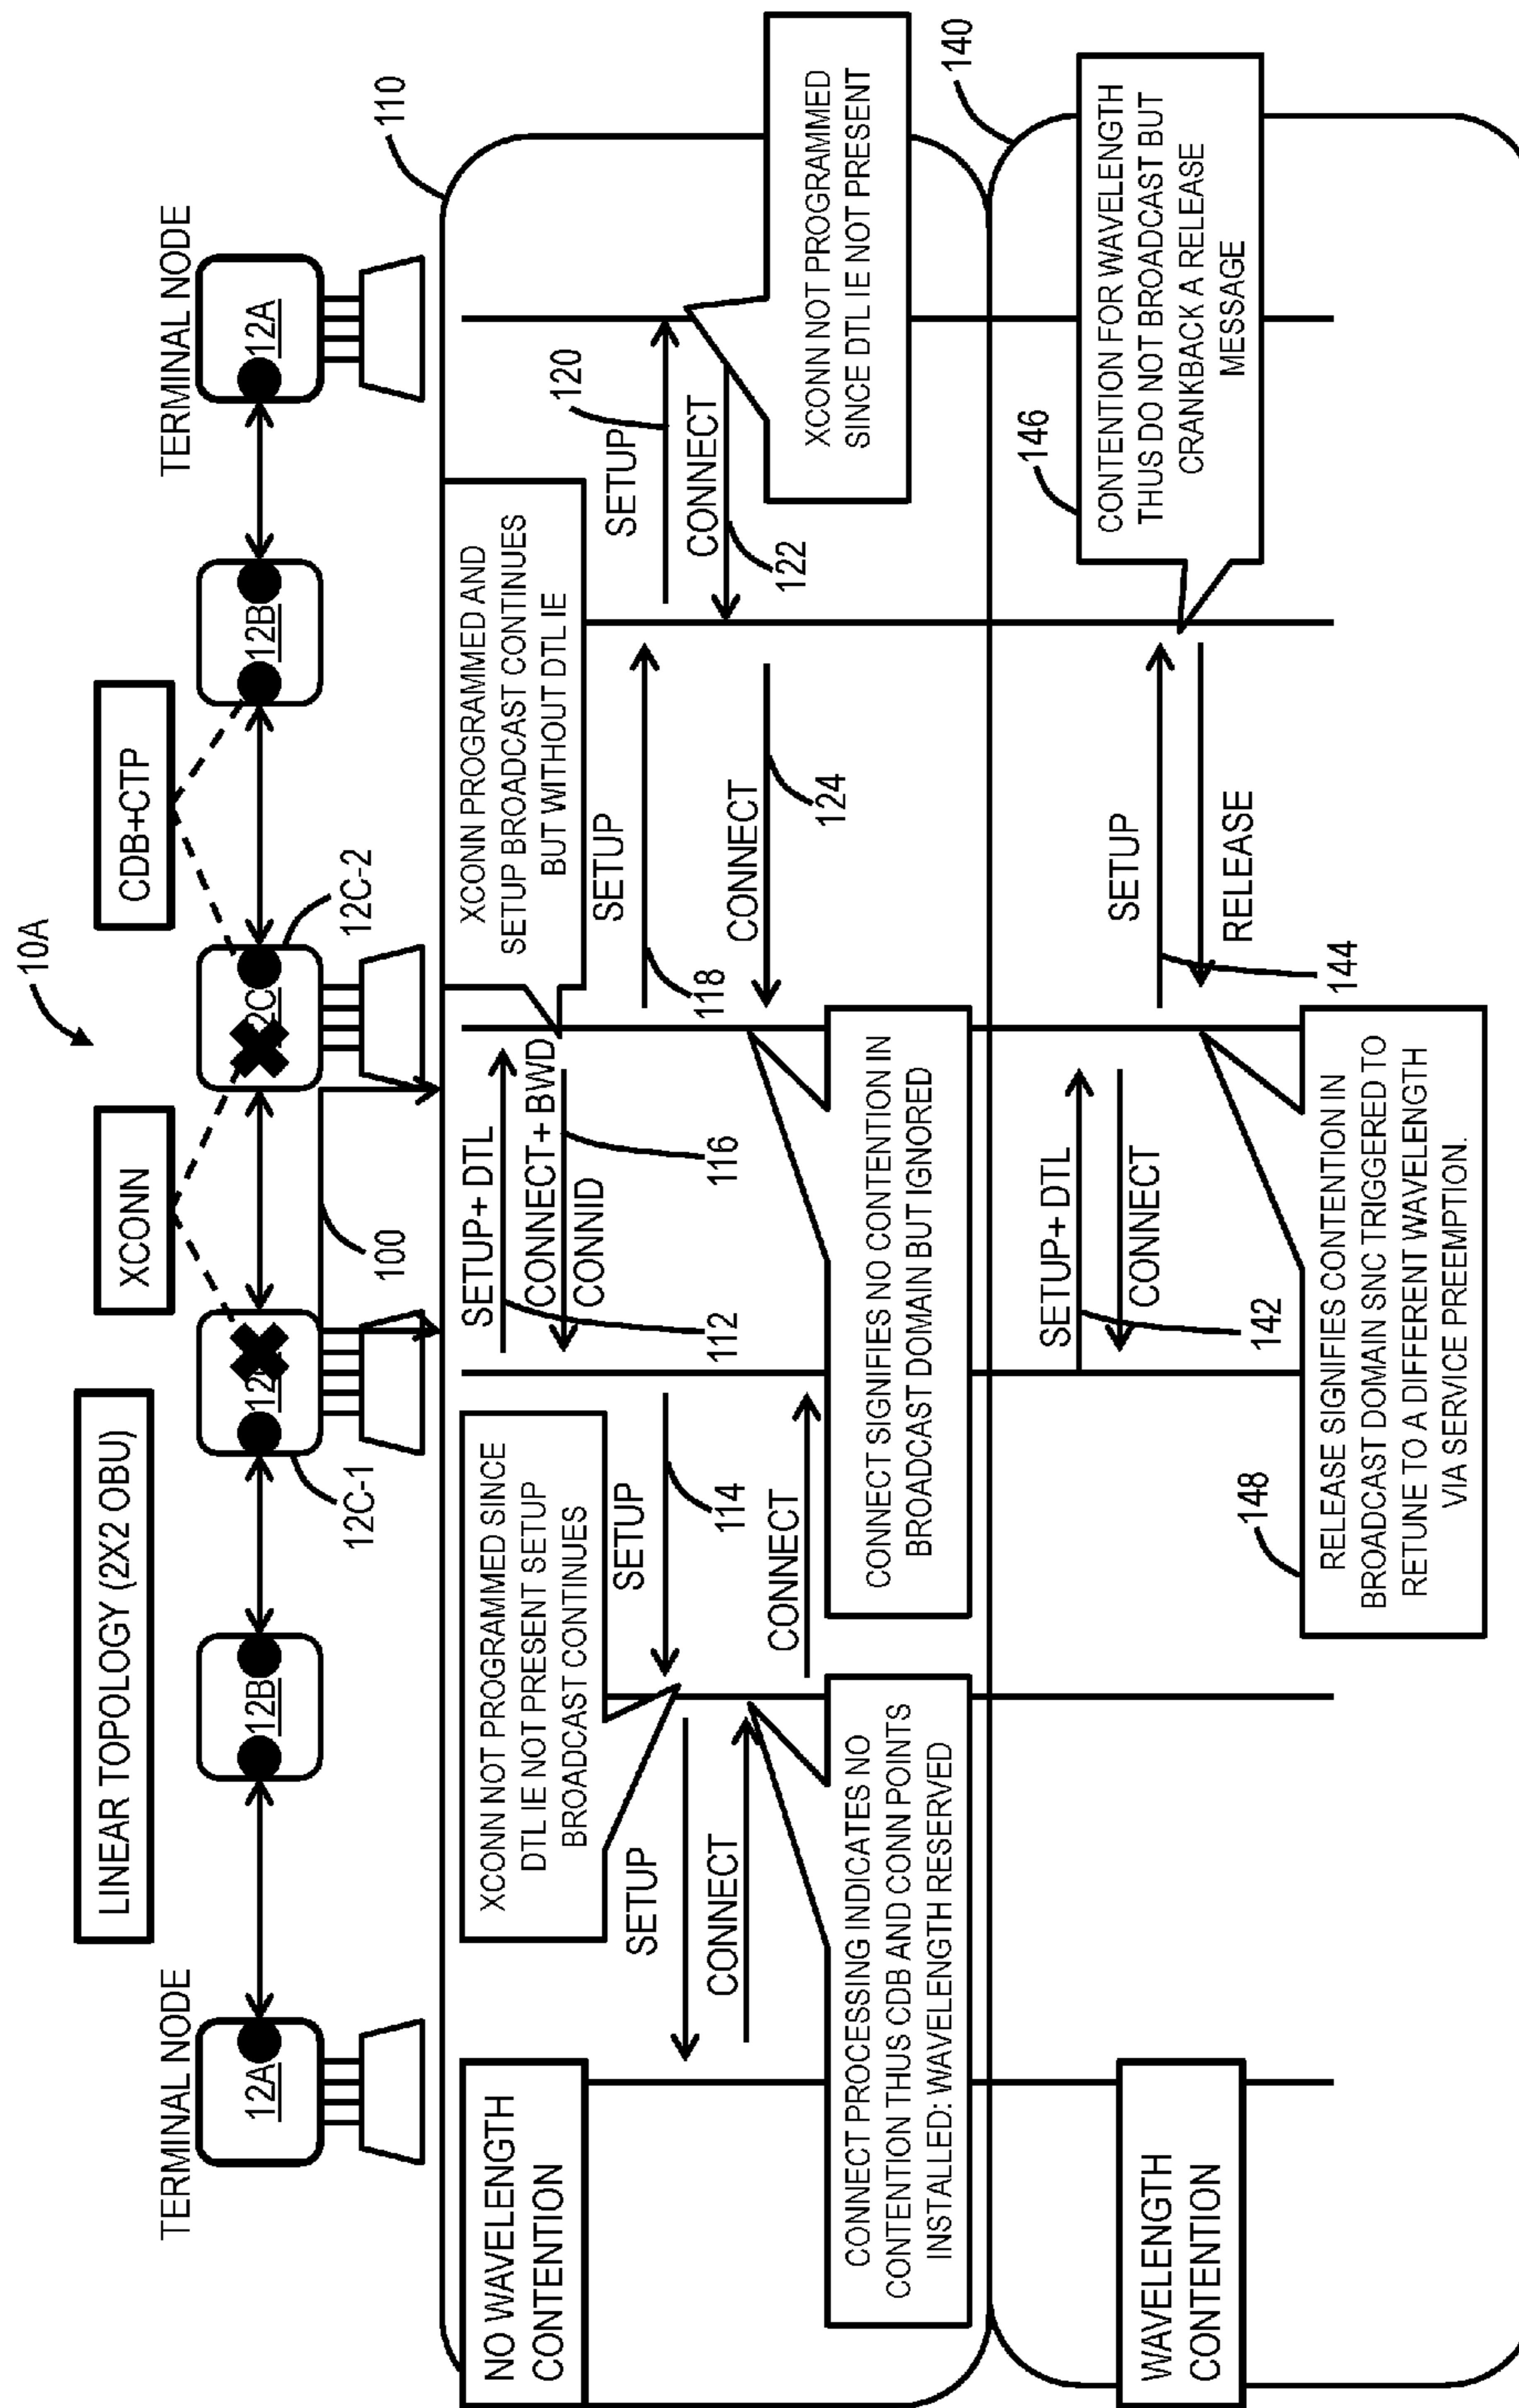 10A
LINEAR TOPOLOGY (2X2 OBU)
XCONN
CDB+CTP
TERMINAL NODE
TERMINAL NODE
12A
12B
12C-1
12C-2
12B
12A
100
110
NO WAVELENGTH
CONTENTION
XCONN NOT PROGRAMMED SINCE
DTL IE NOT PRESENT SETUP
BROADCAST CONTINUES
SETUP+ DTL
CONNECT+ BWD
CONNID
112
116
XCONN PROGRAMMED AND
SETUP BROADCAST CONTINUES
BUT WITHOUT DTL IE
SETUP
CONNECT
SETUP
114
CONNECT
SETUP
118
CONNECT
124
SETUP
120
CONNECT
122
XCONN NOT PROGRAMMED
SINCE DTL IE NOT PRESENT
CONNECT PROCESSING INDICATES NO
CONTENTION THUS CDB AND CONN POINTS
INSTALLED: WAVELENGTH RESERVED
CONNECT SIGNIFIES NO CONTENTION IN
BROADCAST DOMAIN BUT IGNORED
140
WAVELENGTH
CONTENTION
SETUP+ DTL
CONNECT
142
SETUP
RELEASE
144
146
CONTENTION FOR WAVELENGTH
THUS DO NOT BROADCAST BUT
CRANKBACK A RELEASE
MESSAGE
148
RELEASE SIGNIFIES CONTENTION IN
BROADCAST DOMAIN SNC TRIGGERED TO
RETUNE TO A DIFFERENT WAVELENGTH
VIA SERVICE PREEMPTION.